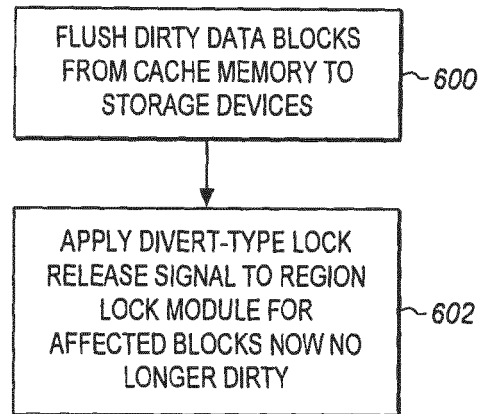 FLUSH DIRTY DATA BLOCKS
FROM CACHE MEMORY TO
STORAGE DEVICES
600
APPLY DIVERT-TYPE LOCK
RELEASE SIGNAL TO REGION
LOCK MODULE FOR
AFFECTED BLOCKS NOW NO
LONGER DIRTY
602